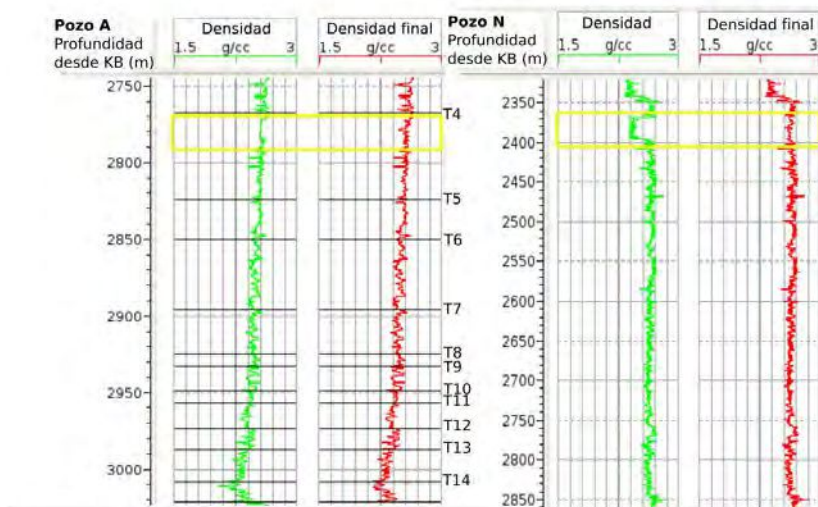 Pozo A
Profundidad
desde KB (m)
Densidad
1.5 g/cc 3
Densidad final
1.5 g/cc 3
2750
2800
2850
2900
2950
3000
T4
T5
T6
T7
T8
T9
T10
T11
T12
T13
T14
Pozo N
Profundidad
desde KB (m)
Densidad
1.5 g/cc 3
Densidad final
1.5 g/cc 3
2350
2400
2450
2500
2550
2600
2650
2700
2750
2800
2850